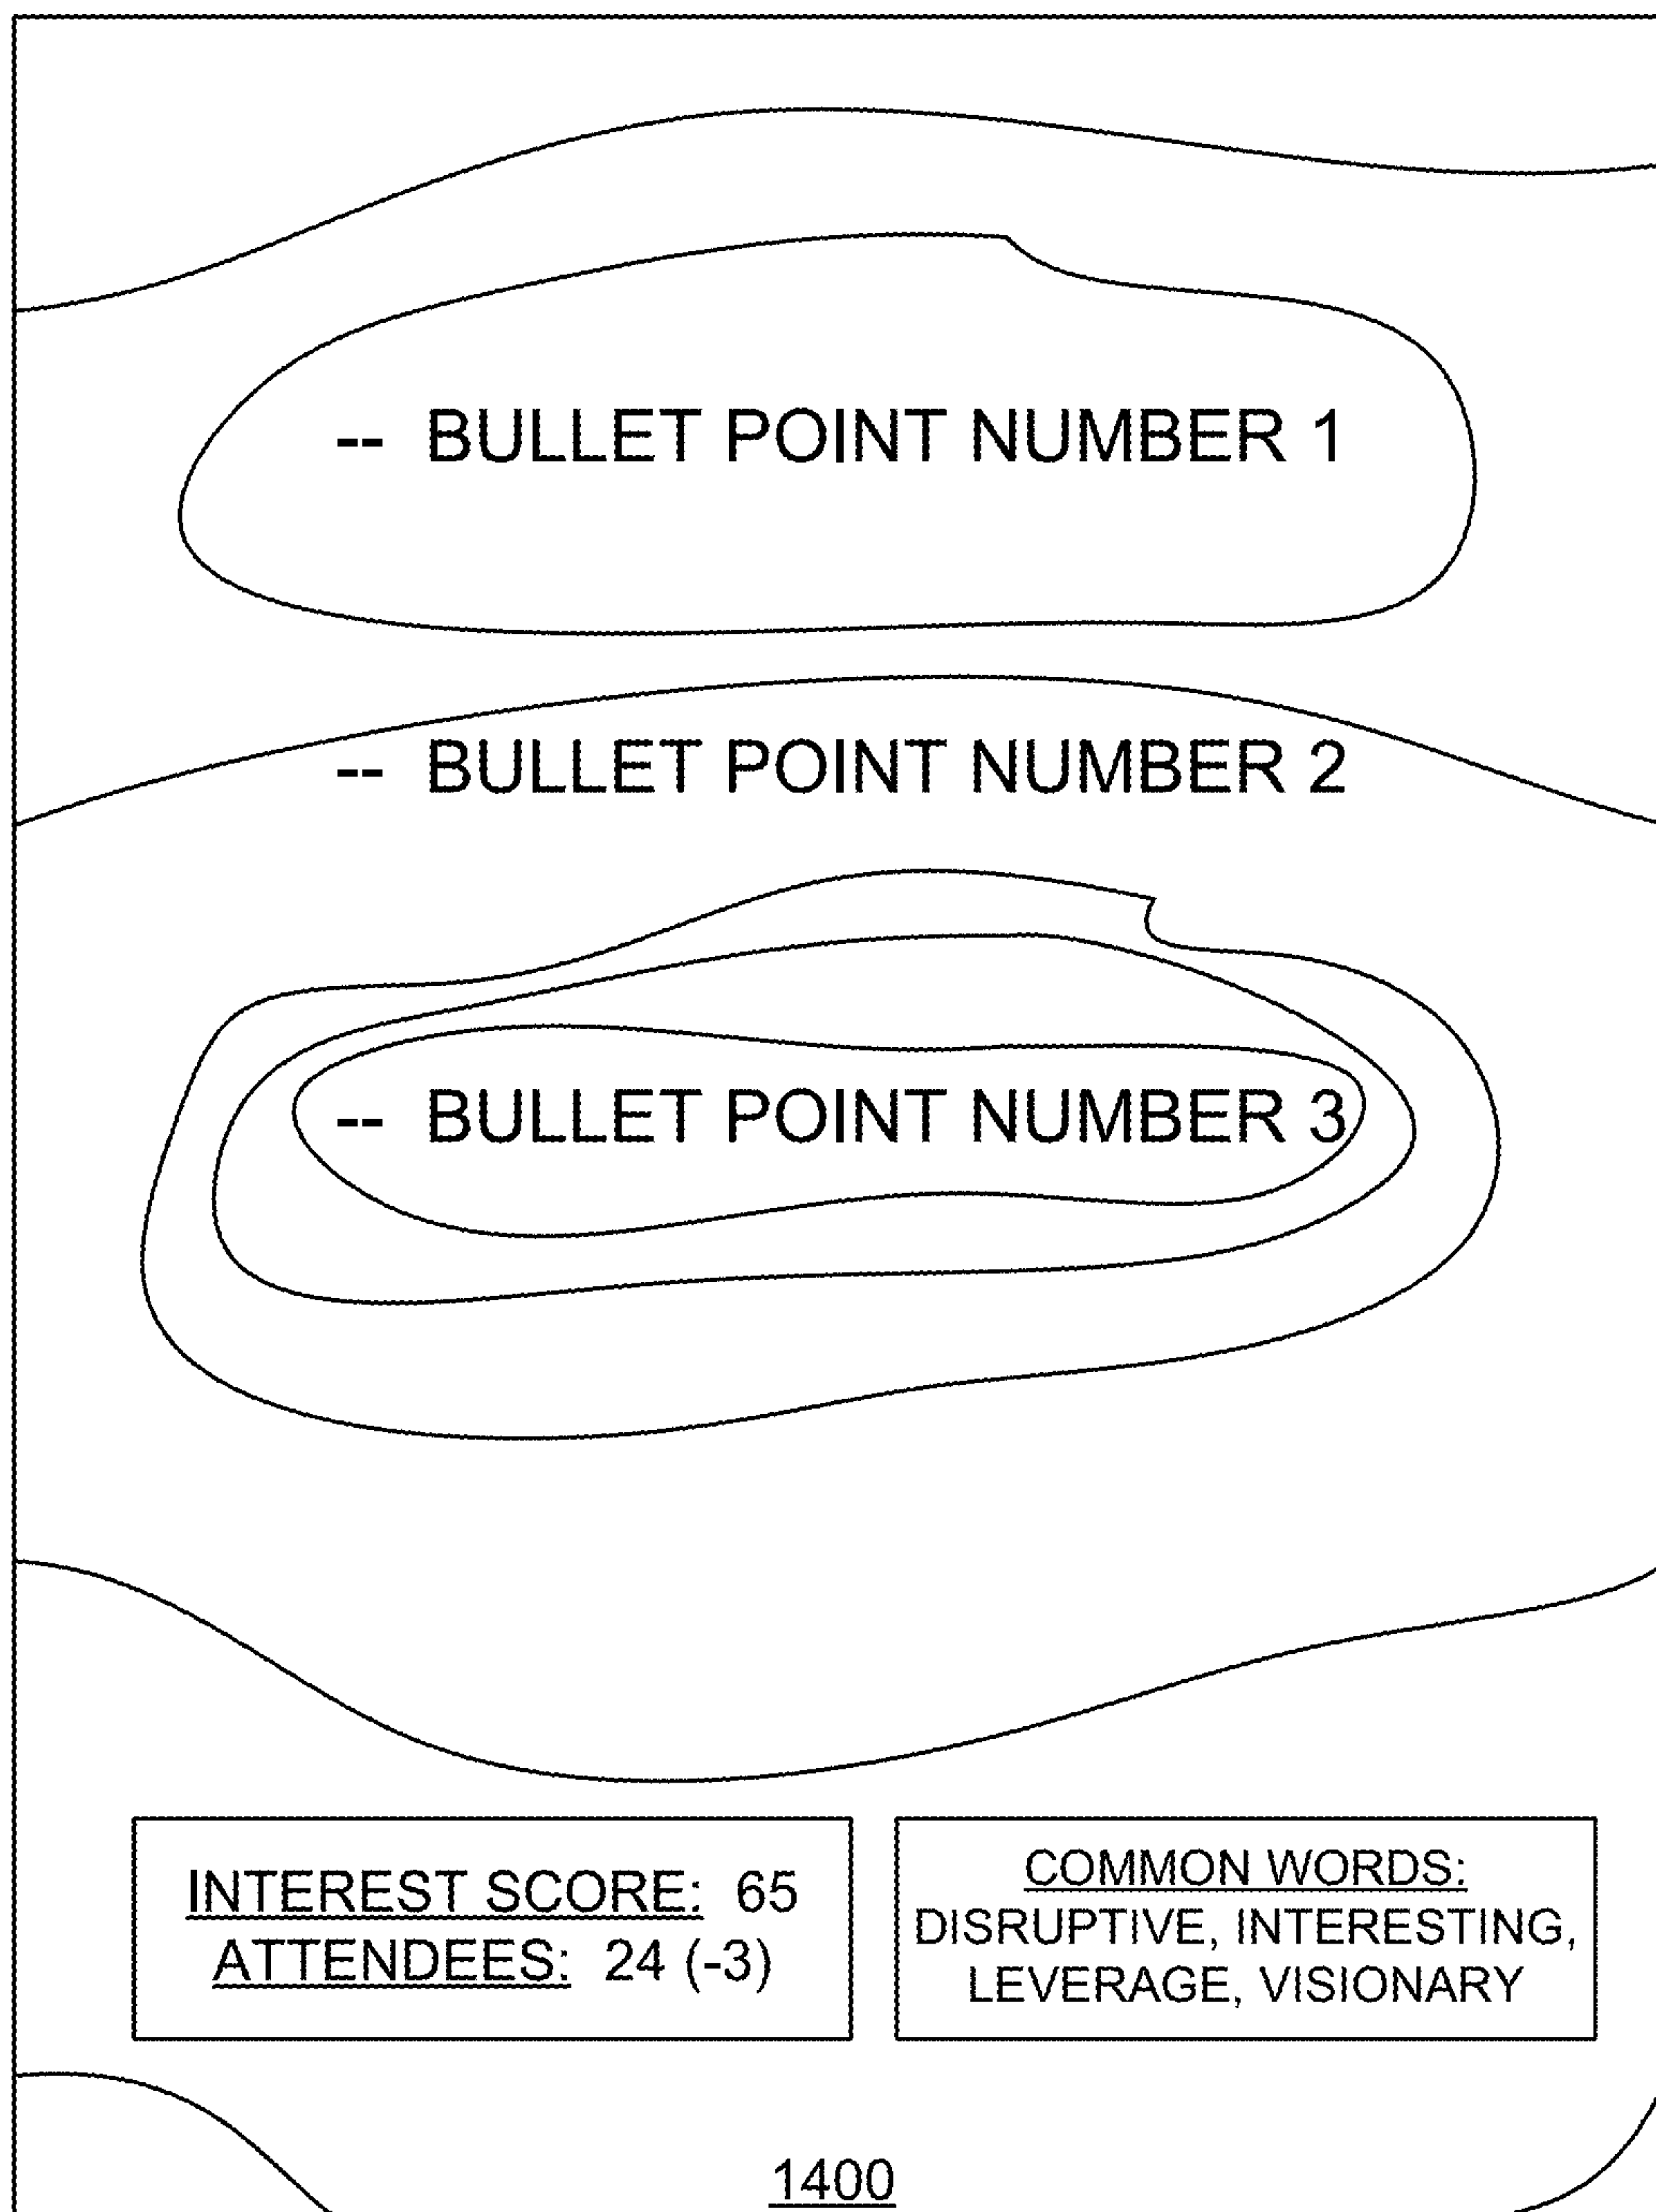 -- BULLET POINT NUMBER 1
-- BULLET POINT NUMBER 2
-- BULLET POINT NUMBER 3
INTEREST SCORE: 65
ATTENDEES: 24 (-3)
COMMON WORDS:
DISRUPTIVE, INTERESTING,
LEVERAGE, VISIONARY
1400